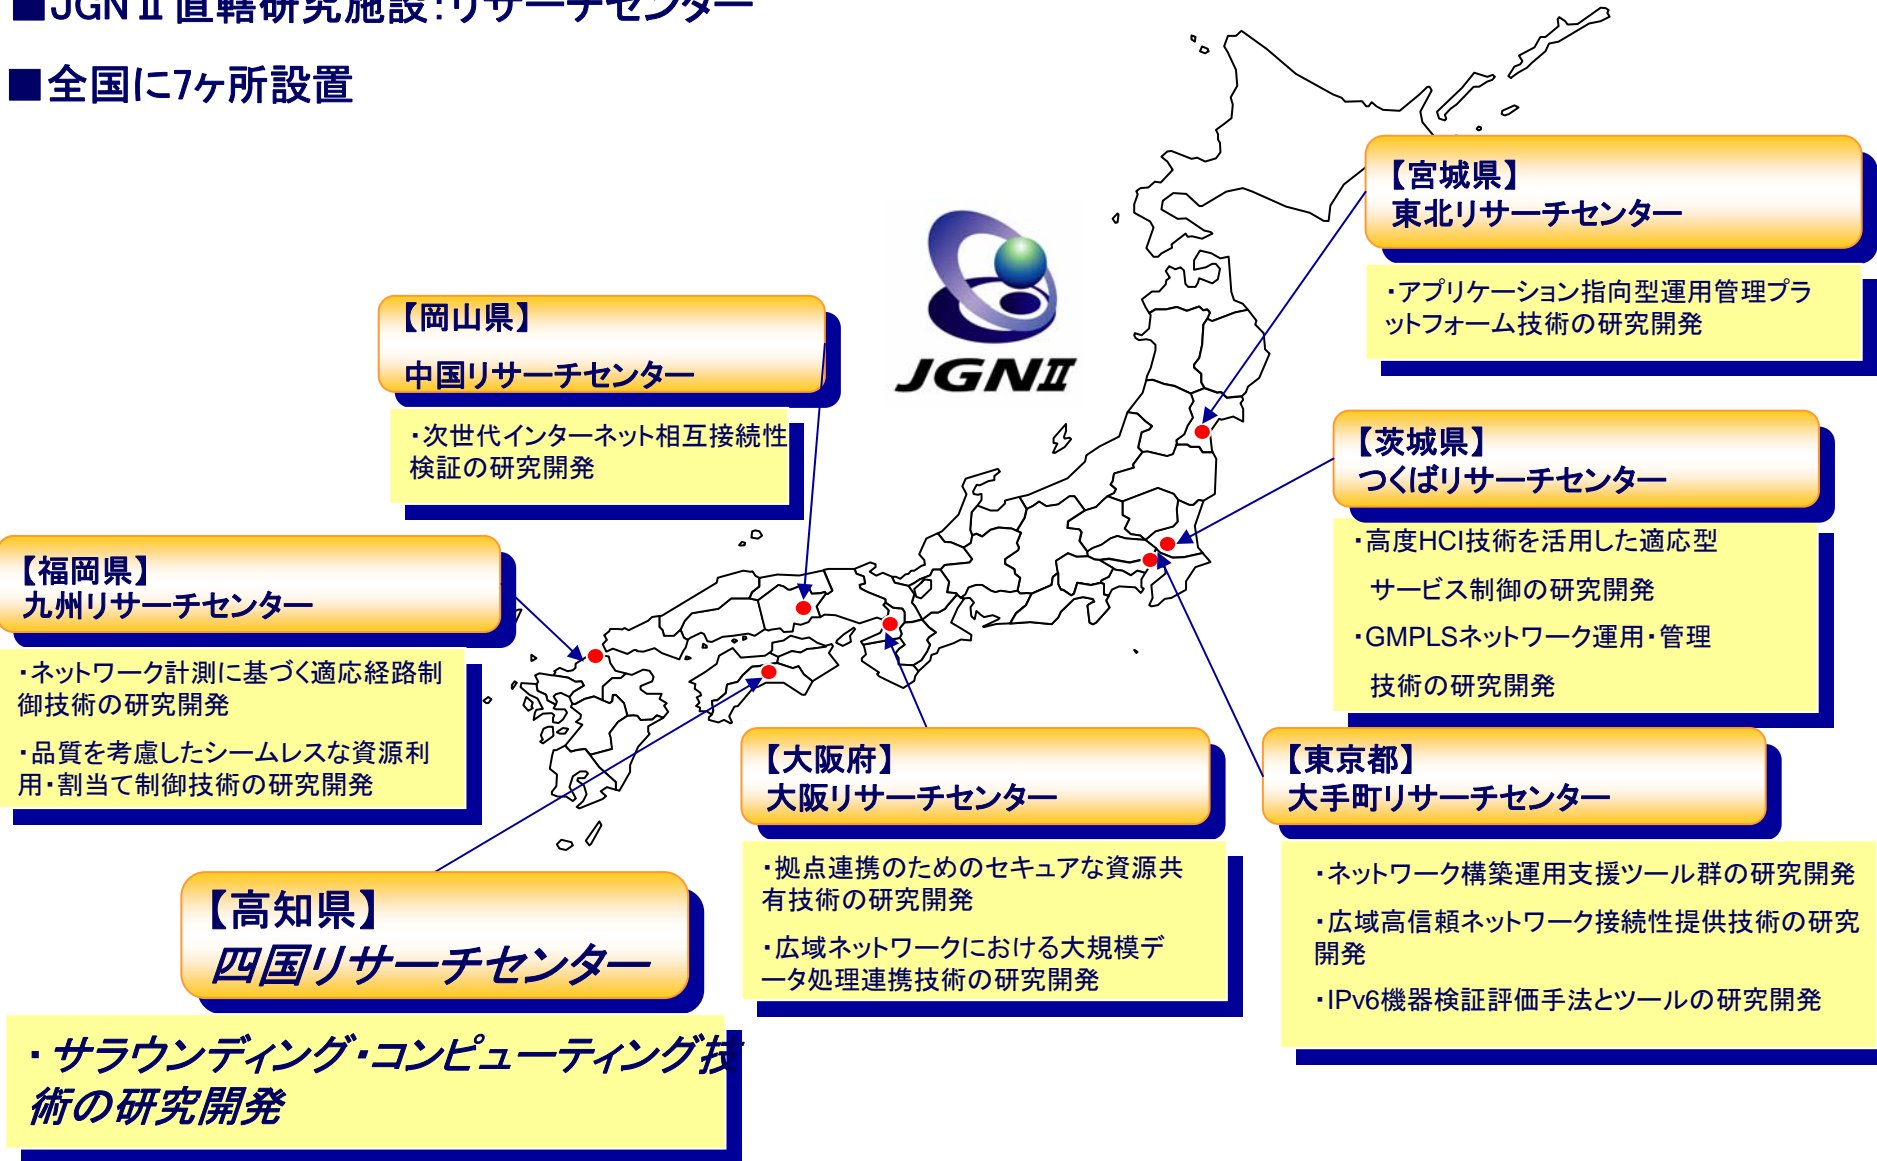 ■JGNⅡ直轄研究施設：リサーチセンター
■全国に7ヶ所設置
【宮城県】
東北リサーチセンター
・アプリケーション指向型運用管理プラ
ットフォーム技術の研究開発
JGNⅡ
【岡山県】
中国リサーチセンター
・次世代インターネット相互接続性
検証の研究開発
【茨城県】
つくばリサーチセンター
・高度HCI技術を活用した適応型
サービス制御の研究開発
・GMPLSネットワーク運用・管理
技術の研究開発
【福岡県】
九州リサーチセンター
・ネットワーク計測に基づく適応経路制
御技術の研究開発
・品質を考慮したシームレスな資源利
用・割当て制御技術の研究開発
【大阪府】
大阪リサーチセンター
・拠点連携のためのセキュアな資源共
有技術の研究開発
・広域ネットワークにおける大規模デ
ータ処理連携技術の研究開発
【東京都】
大手町リサーチセンター
・ネットワーク構築運用支援ツール群の研究開発
・広域高信頼ネットワーク接続性提供技術の研究
開発
・IPv6機器検証評価手法とツールの研究開発
【高知県】
四国リサーチセンター
・サラウンディング・コンピューティング技
術の研究開発